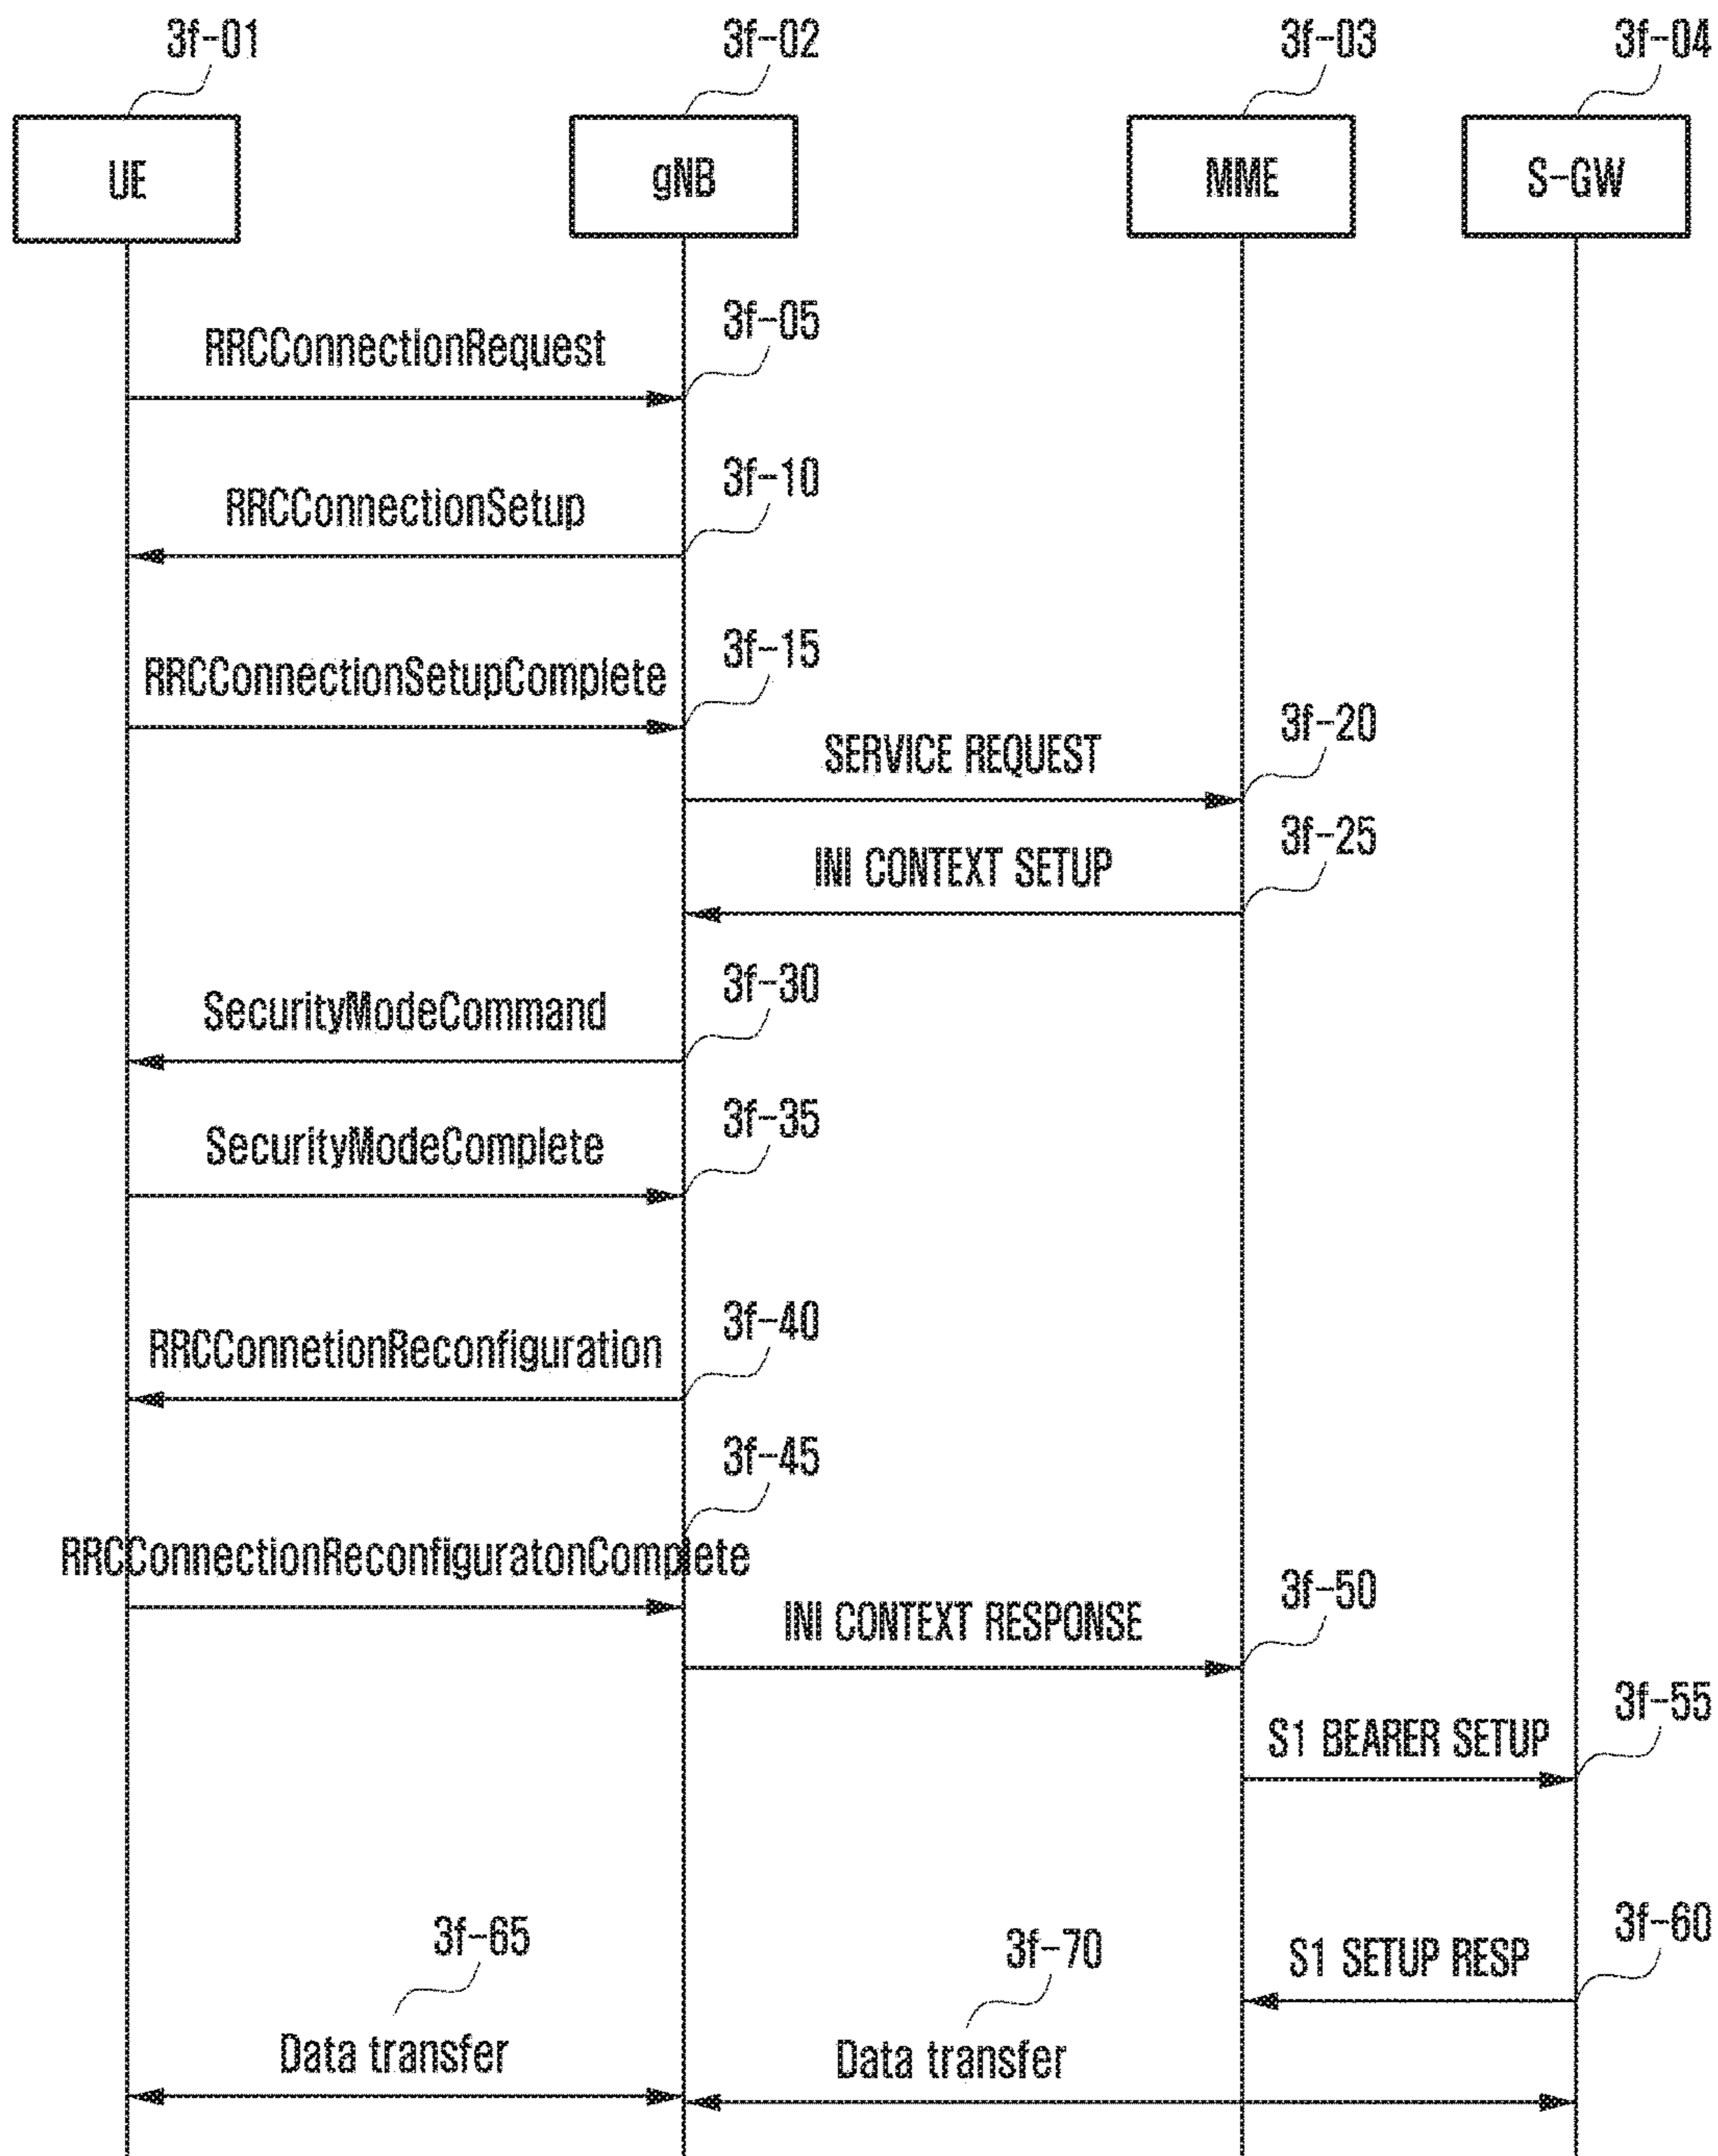 3f-01
3f-02
3f-03
3f-04
UE
gNB
MME
S-GW
3f-05
RRCConnectionRequest
3f-10
RRCConnectionSetup
3f-15
RRCConnectionSetupComplete
3f-20
SERVICE REQUEST
3f-25
INI CONTEXT SETUP
3f-30
SecurityModeCommand
3f-35
SecurityModeComplete
3f-40
RRCConnetionReconfiguration
3f-45
RRCConnectionReconfiguratonComplete
3f-50
INI CONTEXT RESPONSE
3f-55
S1 BEARER SETUP
3f-60
S1 SETUP RESP
3f-65
3f-70
Data transfer
Data transfer